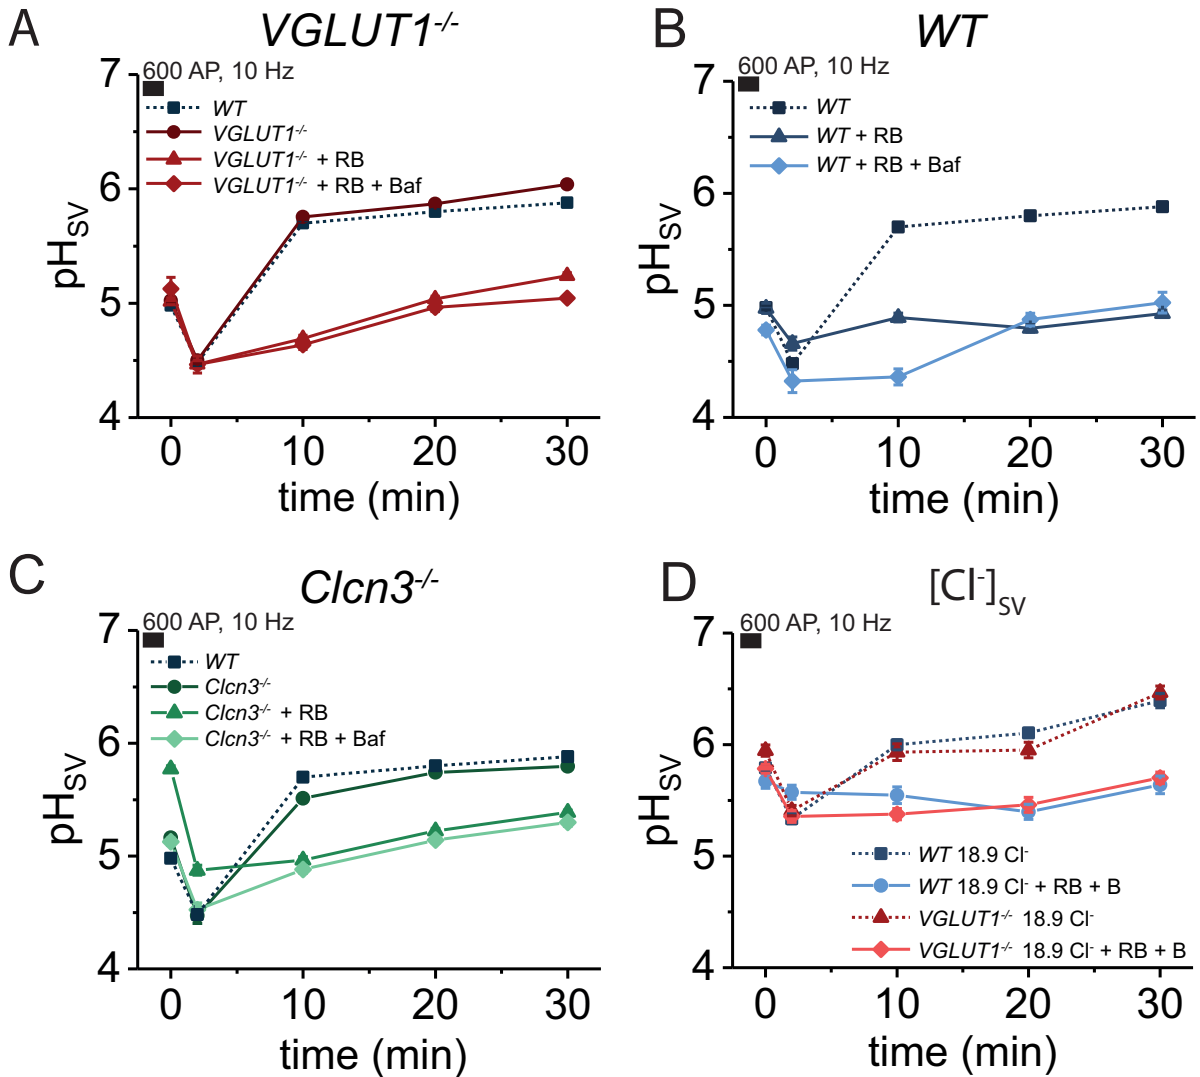 A
VGLUT1-/-
7
600 AP, 10 Hz
WT
VGLUT1-/-
VGLUT1-/- + RB
VGLUT1-/- + RB + Baf
6
5
4
pHSV
0 10 20 30
time (min)
B
WT
7
600 AP, 10 Hz
WT
WT + RB
WT + RB + Baf
6
5
4
pHSV
0 10 20 30
time (min)
C
Clcn3-/-
7
600 AP, 10 Hz
WT
Clcn3-/-
Clcn3-/- + RB
Clcn3-/- + RB + Baf
6
5
4
pHSV
0 10 20 30
time (min)
D
[Cl-]SV
7
600 AP, 10 Hz
6
5
4
pHSV
WT 18.9 Cl-
WT 18.9 Cl- + RB + B
VGLUT1-/- 18.9 Cl-
VGLUT1-/- 18.9 Cl- + RB + B
0 10 20 30
time (min)